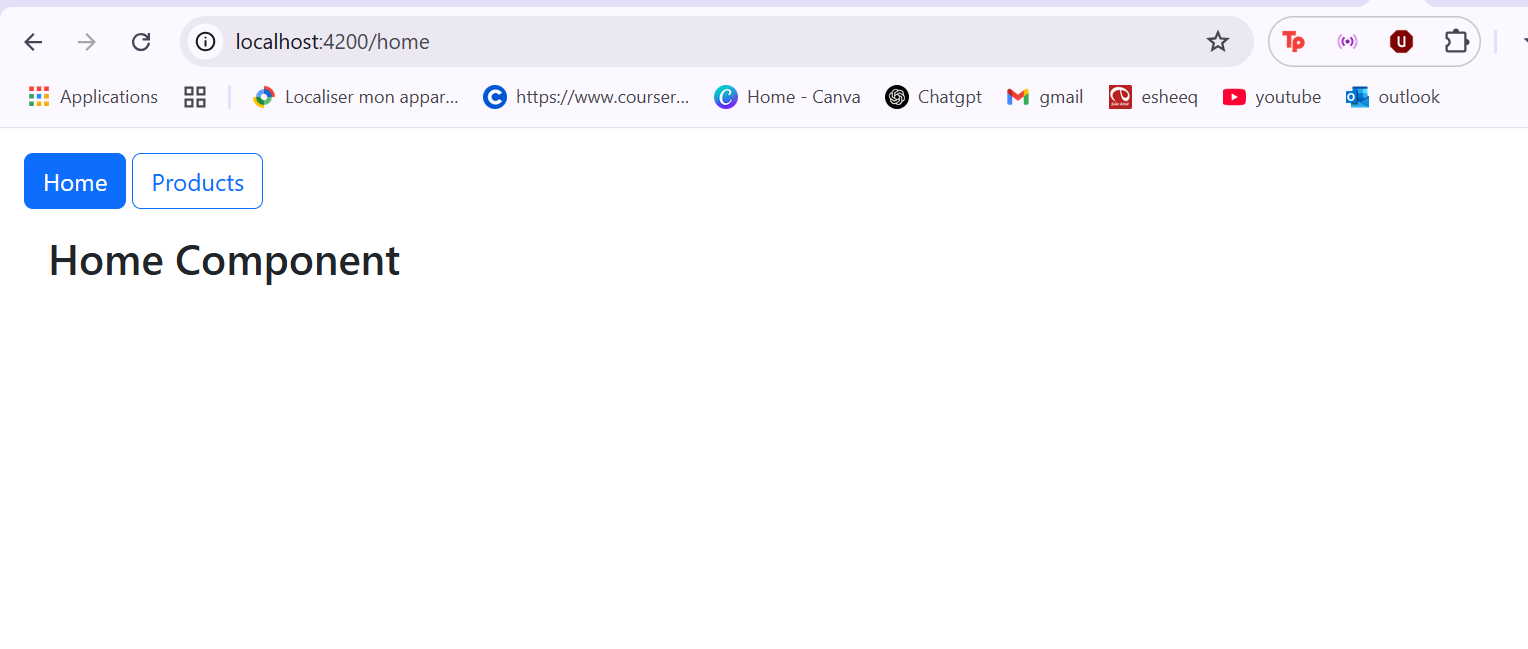 localhost:4200/home
Tp U
Applications Localiser mon appar... https://www.courser... Home - Canva Chatgpt gmail esheeq youtube outlook
Home Products
Home Component